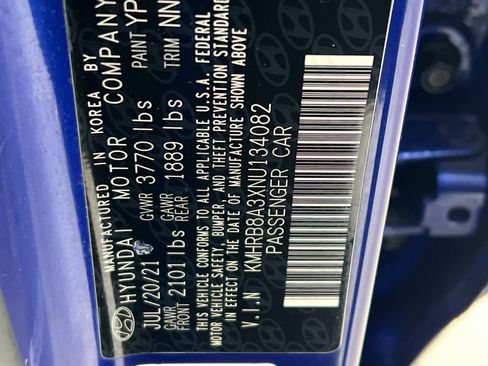 MANUFACTURED IN KOREA BY
HYUNDAI MOTOR COMPANY
JUL/20/21 GVWR 3770 lbs PAINT YP
GAWR FRONT 2101 lbs GAWR REAR 1889 lbs TRIM NN
THIS VEHICLE CONFORMS TO ALL APPLICABLE U.S.A. FEDERAL
MOTOR VEHICLE SAFETY, BUMPER, AND THEFT PREVENTION STANDARDS
IN EFFECT ON THE DATE OF MANUFACTURE SHOWN ABOVE.
V.I.N KMHRB8A3XNU134082
PASSENGER CAR